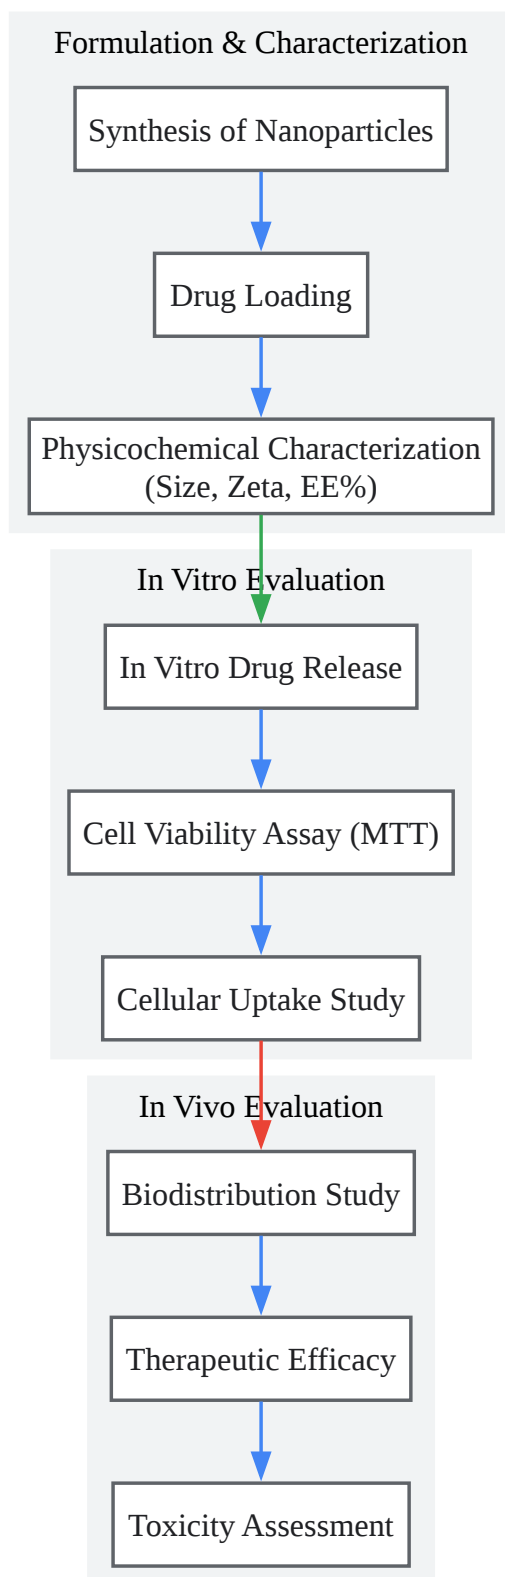 Formulation & Characterization
Synthesis of Nanoparticles
Drug Loading
Physicochemical Characterization
(Size, Zeta, EE%)
In Vitro Evaluation
In Vitro Drug Release
Cell Viability Assay (MTT)
Cellular Uptake Study
In Vivo Evaluation
Biodistribution Study
Therapeutic Efficacy
Toxicity Assessment